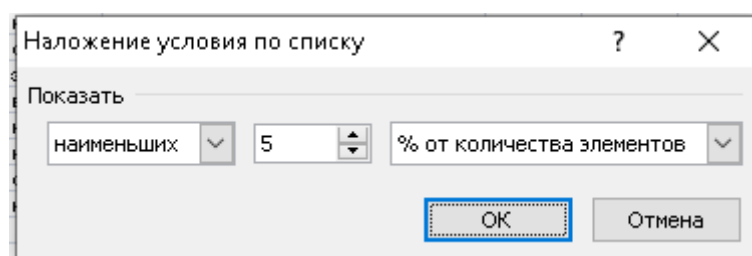 Наложение условия по списку ? ✕
Показать
наименьших 5 % от количества элементов
ОК Отмена